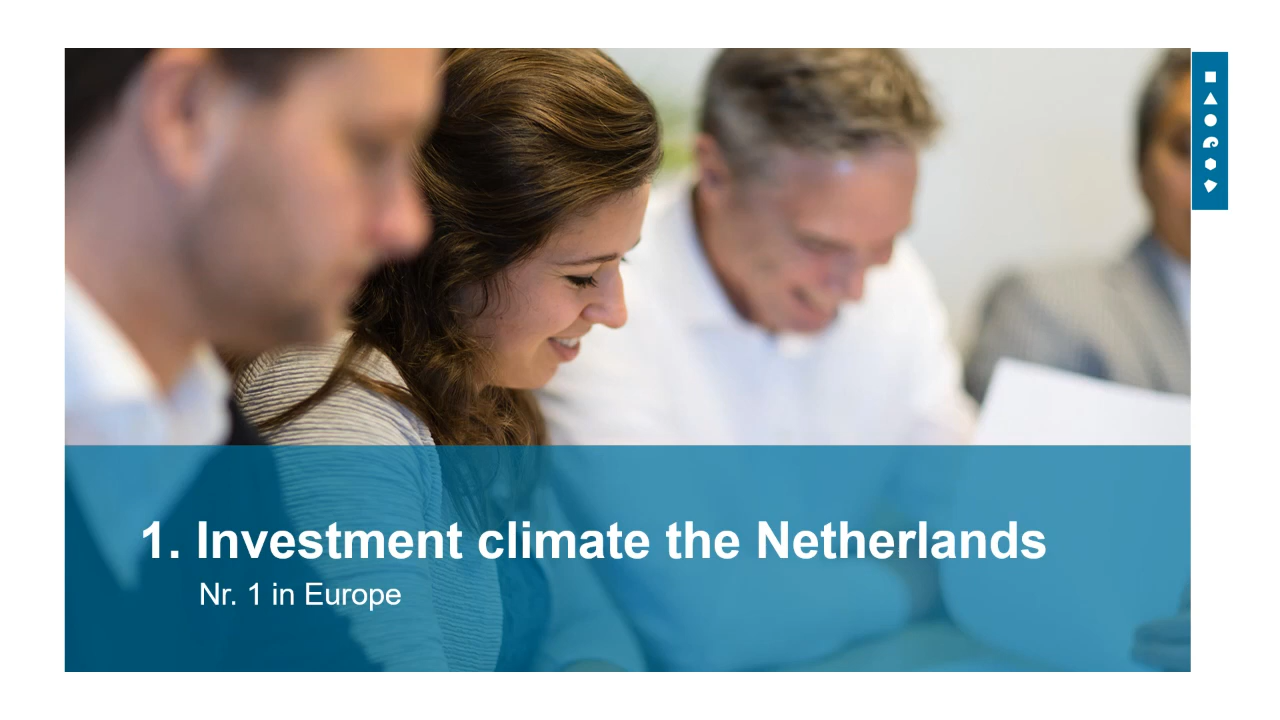 1. Investment climate the Netherlands
Nr. 1 in Europe